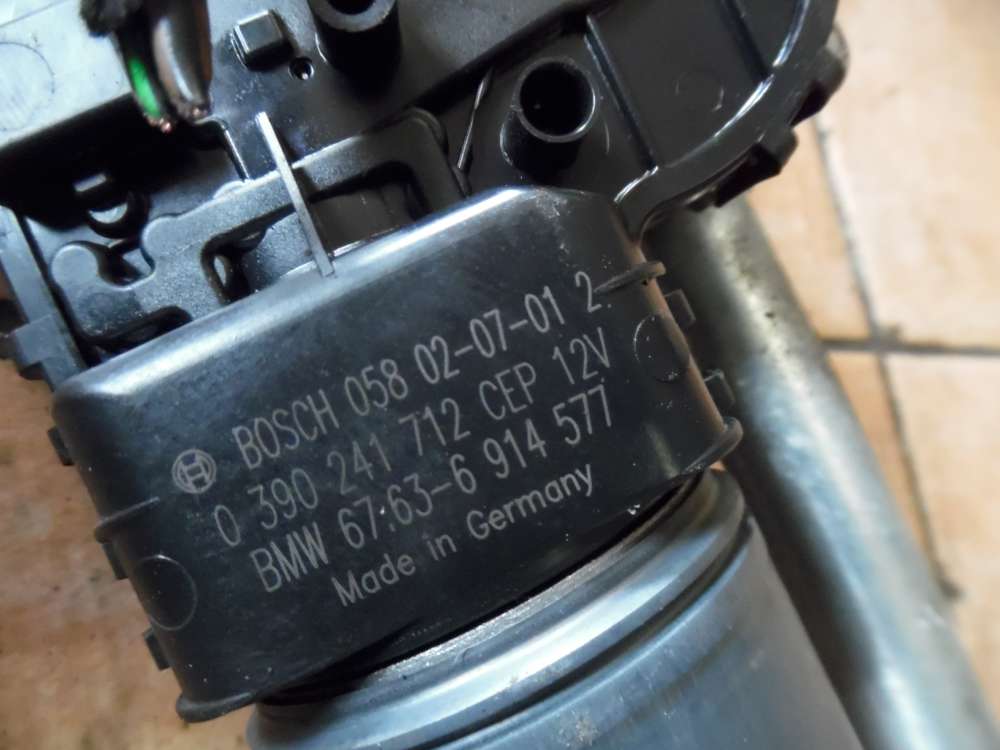 BOSCH 058 02-07-01 2.
0 390 241 712 CEP 12V
BMW 67.63-6 914 577
Made in Germany